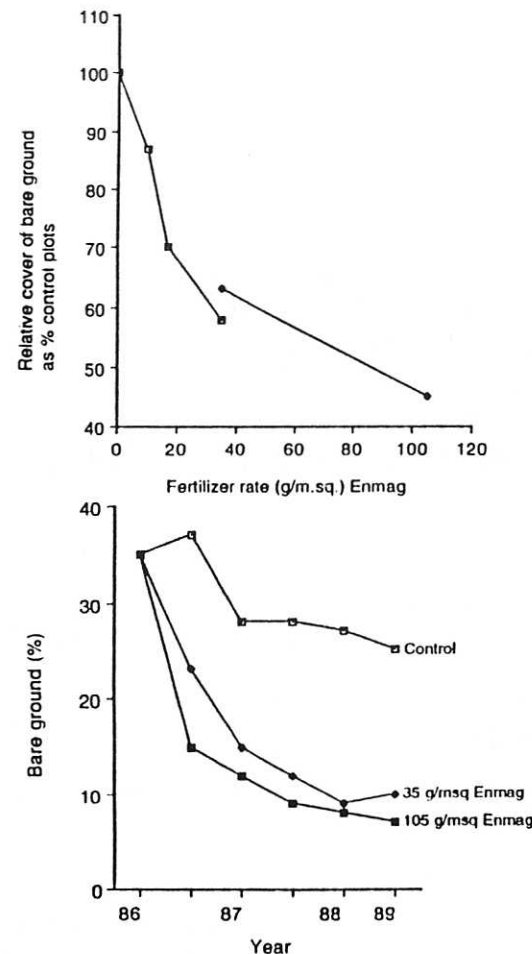 110
100
90
80
70
60
50
40
Relative cover of bare ground
as % control plots
0 20 40 60 80 100 120
Fertilizer rate (g/m.sq.) Enmag
40
30
20
10
0
Bare ground (%)
Control
35 g/msq Enmag
105 g/msq Enmag
86 87 88 89
Year